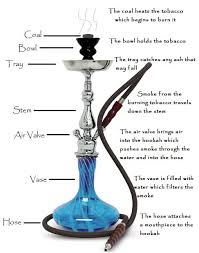 Coal
The coal heats the tobacco
which begins to burn it
Bowl
The bowl holds the tobacco
Tray
The tray catches any ash that
may fall
Smoke from the
burning tobacco travels
down the stem
Stem
Air Valve
The air valve brings air
into the hookah which
pushes smoke through the
water and into the hose
Vase
The vase is filled with
water which filters the
smoke
Hose
The hose attaches
a mouthpiece to the
hookah